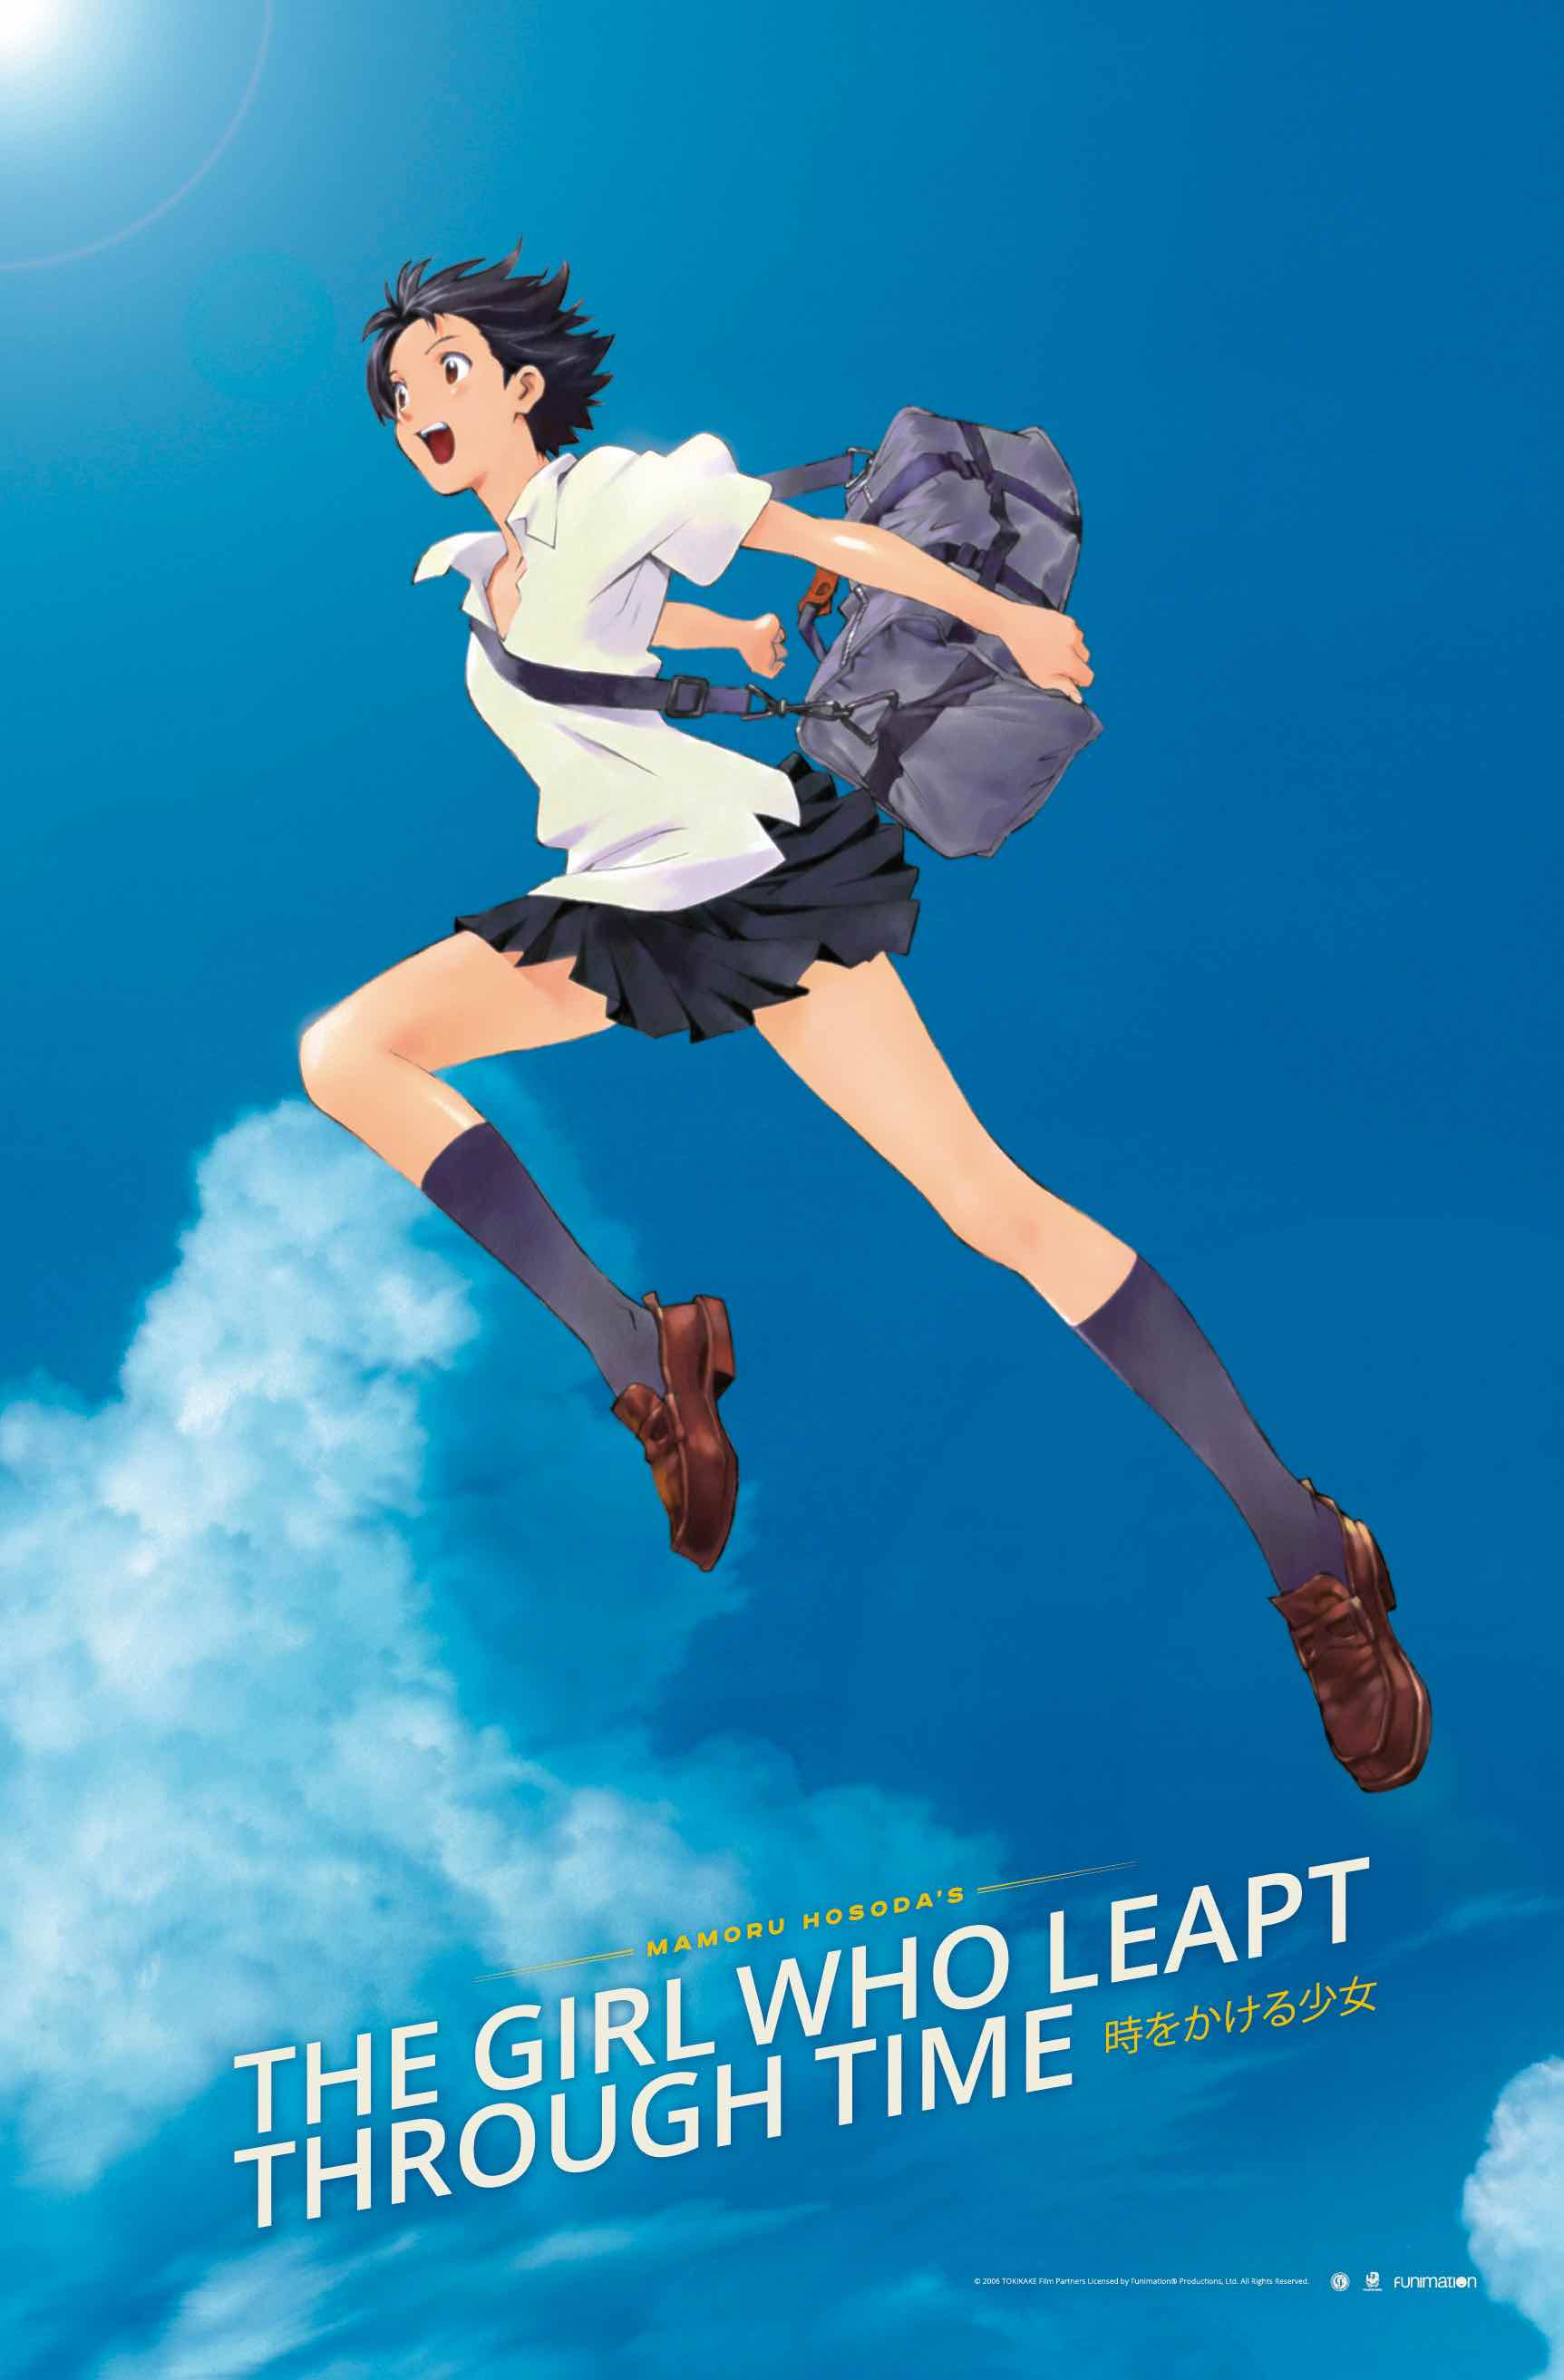 MAMORU HOSODA'S
THE GIRL WHO LEAPT
THROUGH TIME 時をかける少女
© 2006 TOKIKAKE Film Partners Licensed by Funimation® Productions, Ltd. All Rights Reserved. FUNIMATION